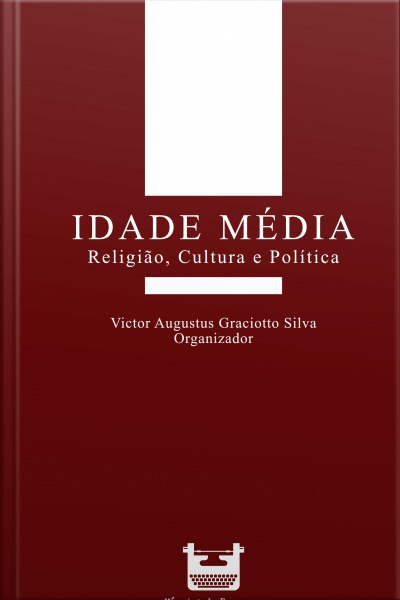 IDADE MÉDIA
Religião, Cultura e Política
Victor Augustus Graciotto Silva
Organizador